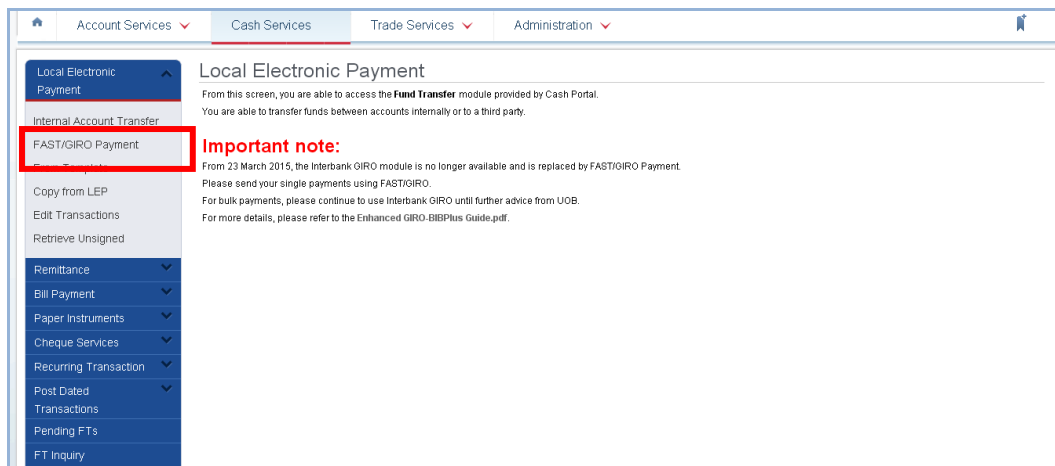 Account Services
Cash Services
Trade Services
Administration
Local Electronic
Payment
Internal Account Transfer
FAST/GIRO Payment
From Template
Copy from LEP
Edit Transactions
Retrieve Unsigned
Remittance
Bill Payment
Paper Instruments
Cheque Services
Recurring Transaction
Post Dated
Transactions
Pending FTs
FT Inquiry
Local Electronic Payment
From this screen, you are able to access the Fund Transfer module provided by Cash Portal.
You are able to transfer funds between accounts internally or to a third party.
Important note:
From 23 March 2015, the Interbank GIRO module is no longer available and is replaced by FAST/GIRO Payment.
Please send your single payments using FAST/GIRO.
For bulk payments, please continue to use Interbank GIRO until further advice from UOB.
For more details, please refer to the Enhanced GIRO-BIBPlus Guide.pdf.